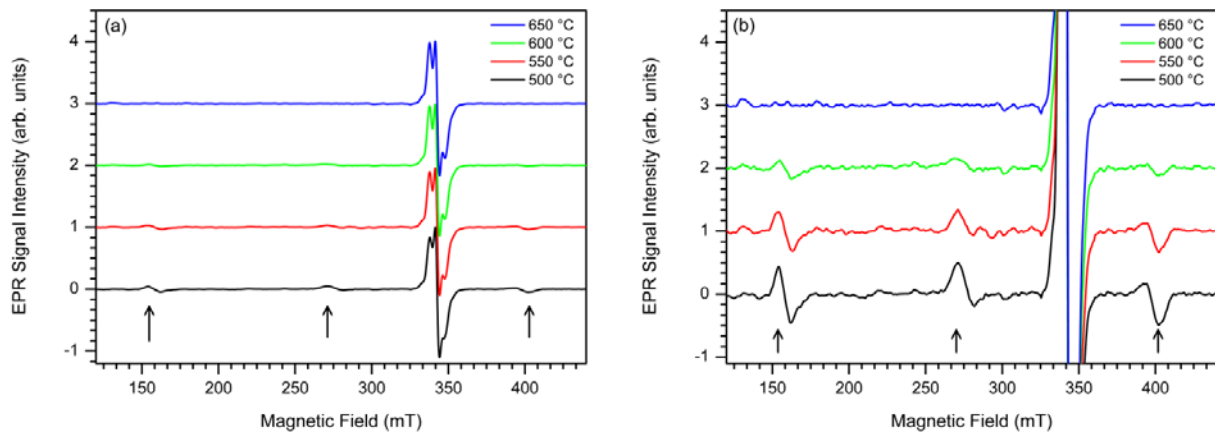 (a)
650 °C
600 °C
550 °C
500 °C
4
3
2
1
0
-1
EPR Signal Intensity (arb. units)
150 200 250 300 350 400
Magnetic Field (mT)
(b)
650 °C
600 °C
550 °C
500 °C
4
3
2
1
0
-1
EPR Signal Intensity (arb. units)
150 200 250 300 350 400
Magnetic Field (mT)